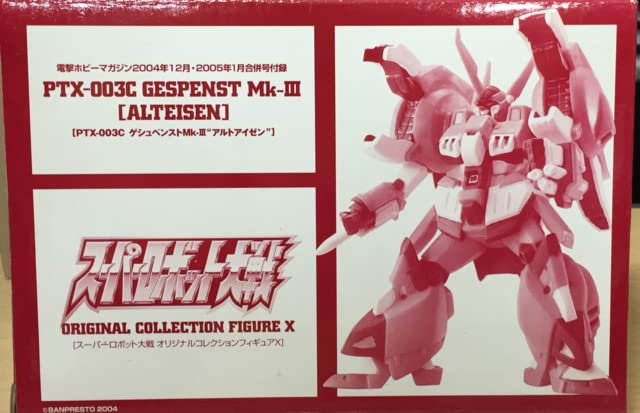 電撃ホビーマガジン2004年12月・2005年1月合併号付録
PTX-003C GESPENST Mk-III
[ALTEISEN]
[PTX-003C ゲシュペンストMk-III"アルトアイゼン"]
スーパーロボット大戦
ORIGINAL COLLECTION FIGURE X
[スーパーロボット大戦 オリジナルコレクションフィギュアX]
©BANPRESTO 2004